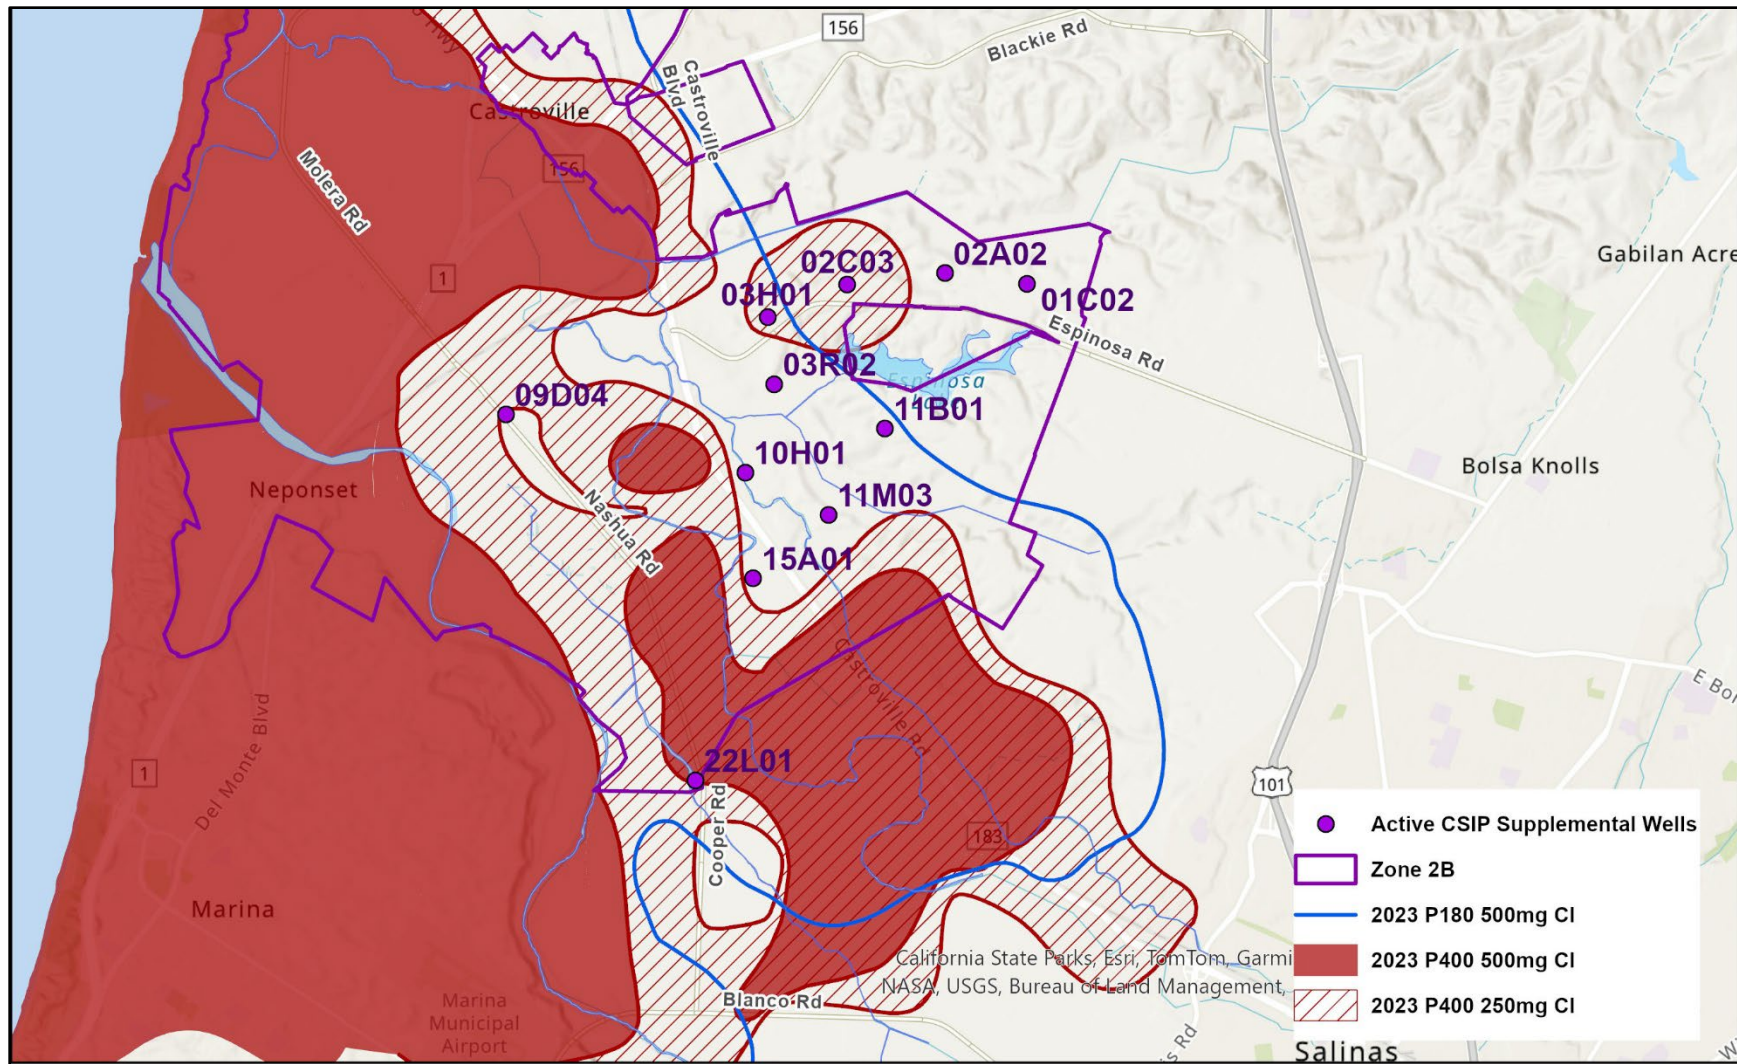 156
Blackie Rd
Castroville
Blvd
Hwy
Castroville
156
Molera Rd
Gabilan Acre
1
02C03
02A02
03H01
01C02
Espinosa Rd
03R02
Espinosa
09D04
11B01
10H01
Bolsa Knolls
Neponset
11M03
Nashua Rd
15A01
Castroville Rd
E Bo
Del Monte Blvd
1
22L01
101
Cooper Rd
183
Marina
Active CSIP Supplemental Wells
Zone 2B
2023 P180 500mg Cl
2023 P400 500mg Cl
2023 P400 250mg Cl
California State Parks, Esri, TomTom, Garmi
NASA, USGS, Bureau of Land Management,
Blanco Rd
Marina
Municipal
Airport
is Rd
Salinas
W